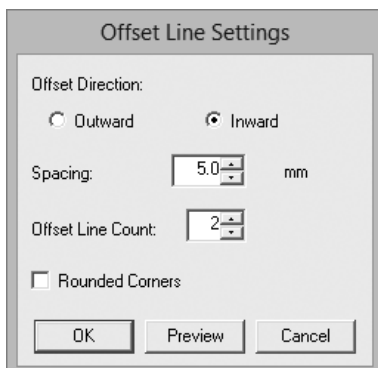 Offset Line Settings
Offset Direction:
Outward Inward
Spacing: 5.0 mm
Offset Line Count: 2
Rounded Corners
OK Preview Cancel